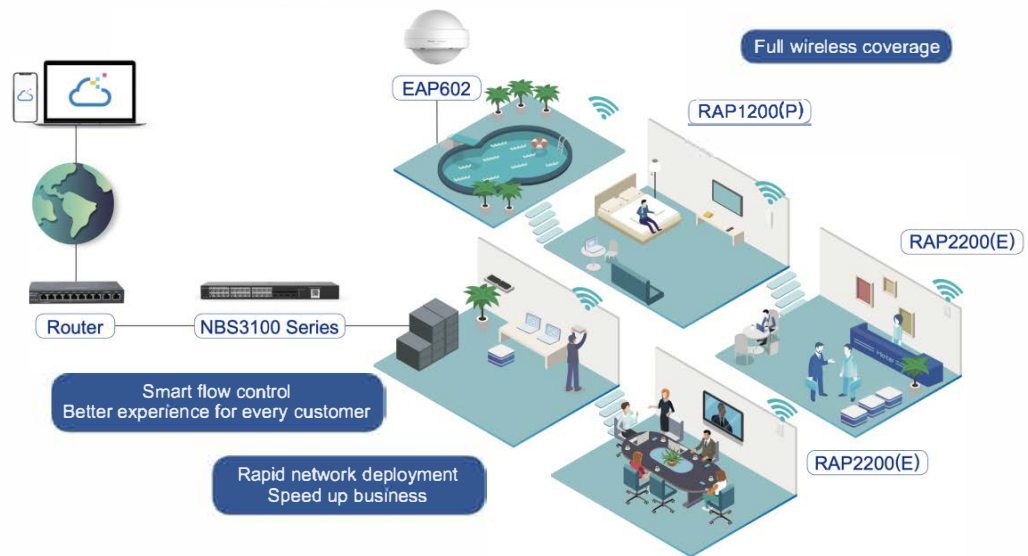 Full wireless coverage
EAP602
RAP1200(P)
RAP2200(E)
Router
NBS3100 Series
Smart flow control
Better experience for every customer
Hotel
Rapid network deployment
Speed up business
RAP2200(E)